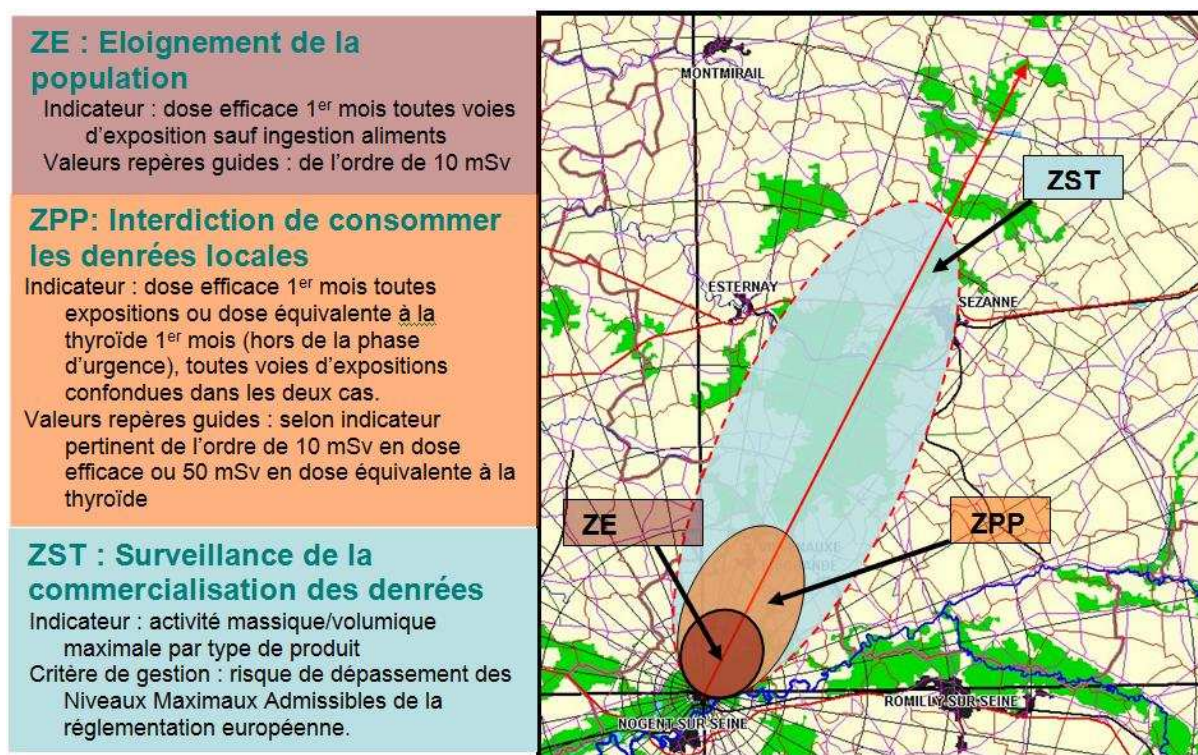 ZE : Eloignement de la
population
Indicateur : dose efficace 1er mois toutes voies
d’exposition sauf ingestion aliments
Valeurs repères guides : de l’ordre de 10 mSv
ZPP: Interdiction de consommer
les denrées locales
Indicateur : dose efficace 1er mois toutes
expositions ou dose équivalente à la
thyroïde 1er mois (hors de la phase
d’urgence), toutes voies d’expositions
confondues dans les deux cas.
Valeurs repères guides : selon indicateur
pertinent de l’ordre de 10 mSv en dose
efficace ou 50 mSv en dose équivalente à la
thyroïde
ZST : Surveillance de la
commercialisation des denrées
Indicateur : activité massique/volumique
maximale par type de produit
Critère de gestion : risque de dépassement des
Niveaux Maximaux Admissibles de la
réglementation européenne.
MONTMIRAIL
ZST
ESTERNAY
SEZANNE
ZE
ZPP
NOGENT SUR SEINE
ROMILLY SUR SEINE